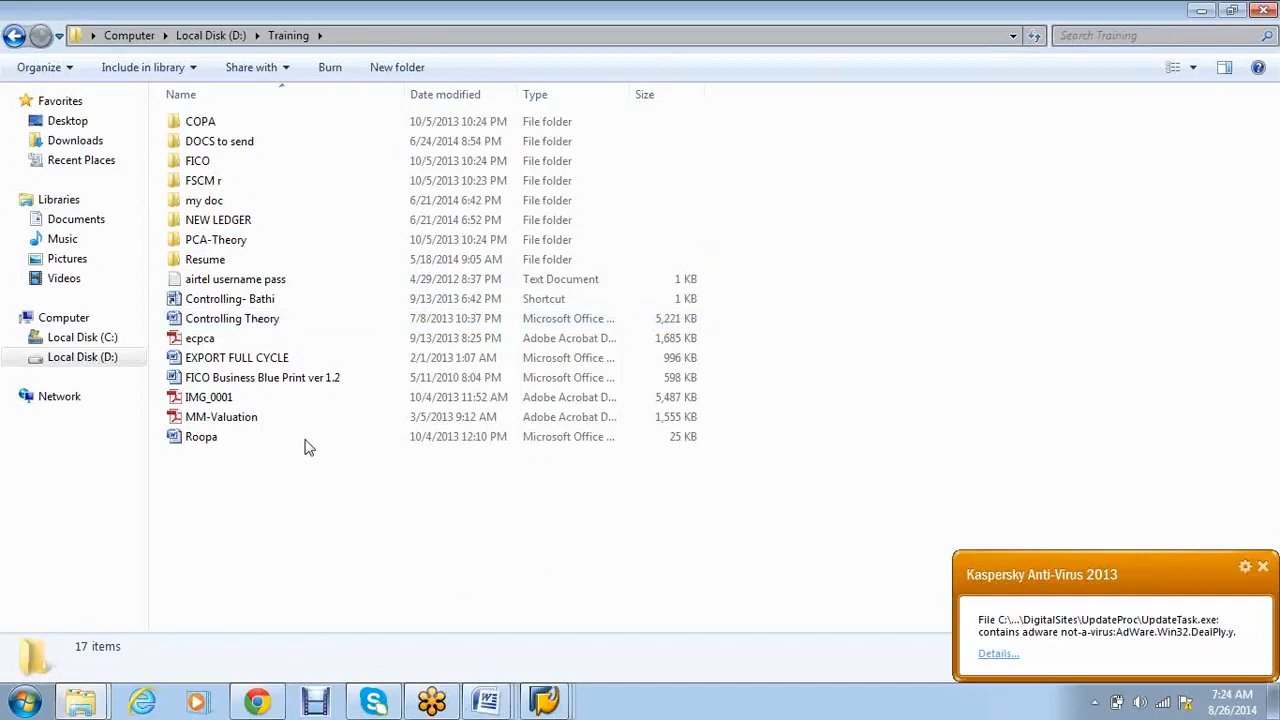 Computer Local Disk (D:) Training Search Training
Organize Include in library Share with Burn New folder
Name Date modified Type Size
Favorites
Desktop
Downloads
Recent Places
Libraries
Documents
Music
Pictures
Videos
Computer
Local Disk (C:)
Local Disk (D:)
Network
COPA 10/5/2013 10:24 PM File folder
DOCS to send 6/24/2014 8:54 PM File folder
FICO 10/5/2013 10:24 PM File folder
FSCM r 10/5/2013 10:23 PM File folder
my doc 6/21/2014 6:42 PM File folder
NEW LEDGER 6/21/2014 6:52 PM File folder
PCA-Theory 10/5/2013 10:24 PM File folder
Resume 5/18/2014 9:05 AM File folder
airtel username pass 4/29/2012 8:37 PM Text Document 1 KB
Controlling- Bathi 9/13/2013 6:42 PM Shortcut 1 KB
Controlling Theory 7/8/2013 10:37 PM Microsoft Office ... 5,221 KB
ecpca 9/13/2013 8:25 PM Adobe Acrobat D... 1,685 KB
EXPORT FULL CYCLE 2/1/2013 1:07 AM Microsoft Office ... 996 KB
FICO Business Blue Print ver 1.2 5/11/2010 8:04 PM Microsoft Office ... 598 KB
IMG_0001 10/4/2013 11:52 AM Adobe Acrobat D... 5,487 KB
MM-Valuation 3/5/2013 9:12 AM Adobe Acrobat D... 1,555 KB
Roopa 10/4/2013 12:10 PM Microsoft Office ... 25 KB
Kaspersky Anti-Virus 2013
File C:\...\DigitalSites\UpdateProc\UpdateTask.exe:
contains adware not-a-virus:AdWare.Win32.DealPly.y.
Details...
17 items
7:24 AM
8/26/2014